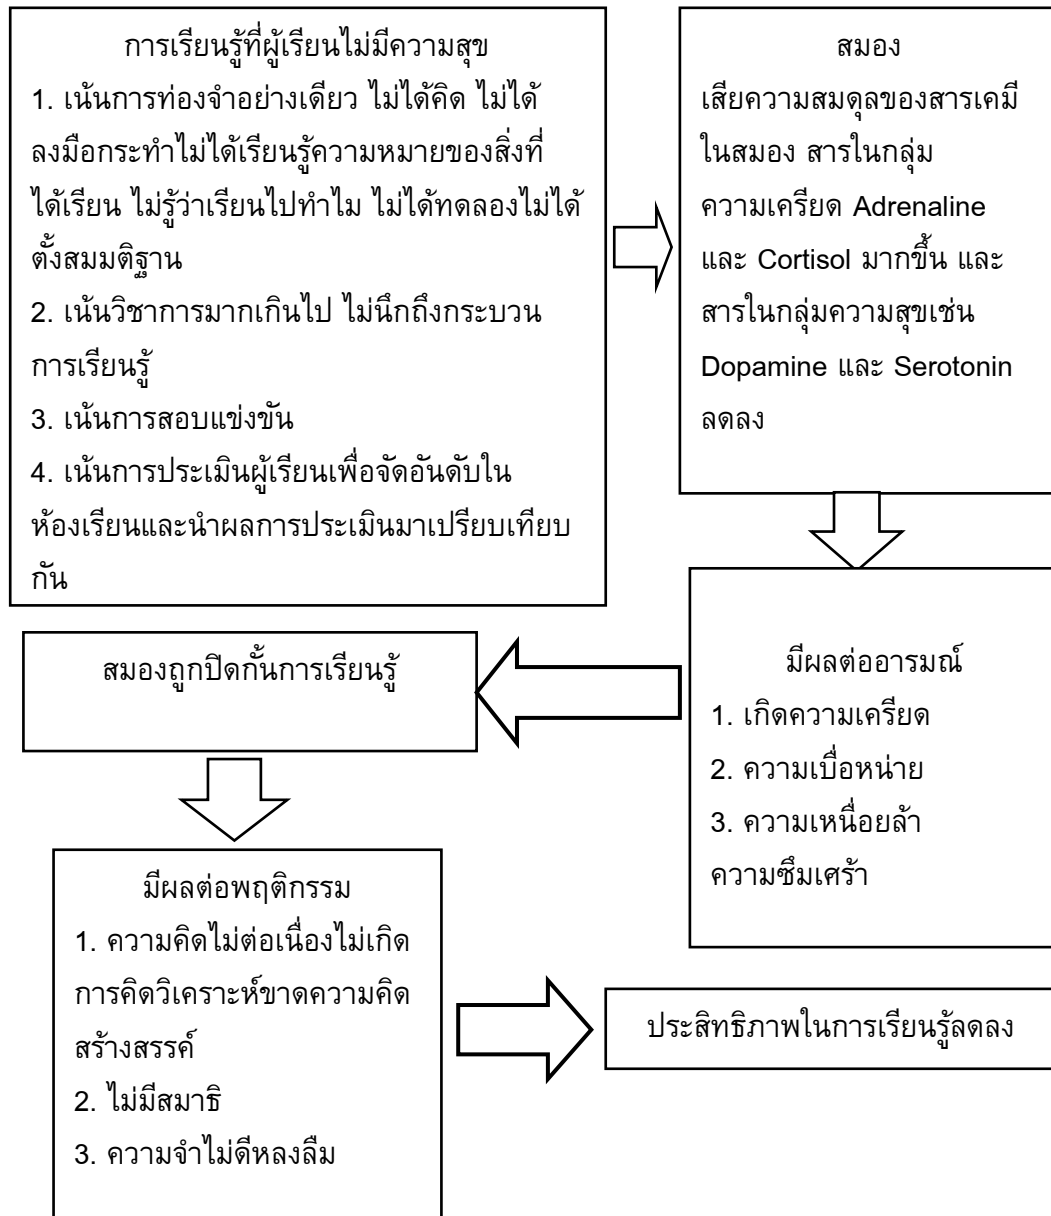 การเรียนรู้ที่ผู้เรียนไม่มีความสุข
1. เน้นการท่องจำอย่างเดียว ไม่ได้คิด ไม่ได้
ลงมือกระทำไม่ได้เรียนรู้ความหมายของสิ่งที่
ได้เรียน ไม่รู้ว่าเรียนไปทำไม ไม่ได้ทดลองไม่ได้
ตั้งสมมติฐาน
2. เน้นวิชาการมากเกินไป ไม่นึกถึงกระบวน
การเรียนรู้
3. เน้นการสอบแข่งขัน
4. เน้นการประเมินผู้เรียนเพื่อจัดอันดับใน
ห้องเรียนและนำผลการประเมินมาเปรียบเทียบ
กัน
สมอง
เสียความสมดุลของสารเคมี
ในสมอง สารในกลุ่ม
ความเครียด Adrenaline
และ Cortisol มากขึ้น และ
สารในกลุ่มความสุขเช่น
Dopamine และ Serotonin
ลดลง
มีผลต่ออารมณ์
1. เกิดความเครียด
2. ความเบื่อหน่าย
3. ความเหนื่อยล้า
ความซึมเศร้า
สมองถูกปิดกั้นการเรียนรู้
มีผลต่อพฤติกรรม
1. ความคิดไม่ต่อเนื่องไม่เกิด
การคิดวิเคราะห์ขาดความคิด
สร้างสรรค์
2. ไม่มีสมาธิ
3. ความจำไม่ดีหลงลืม
ประสิทธิภาพในการเรียนรู้ลดลง